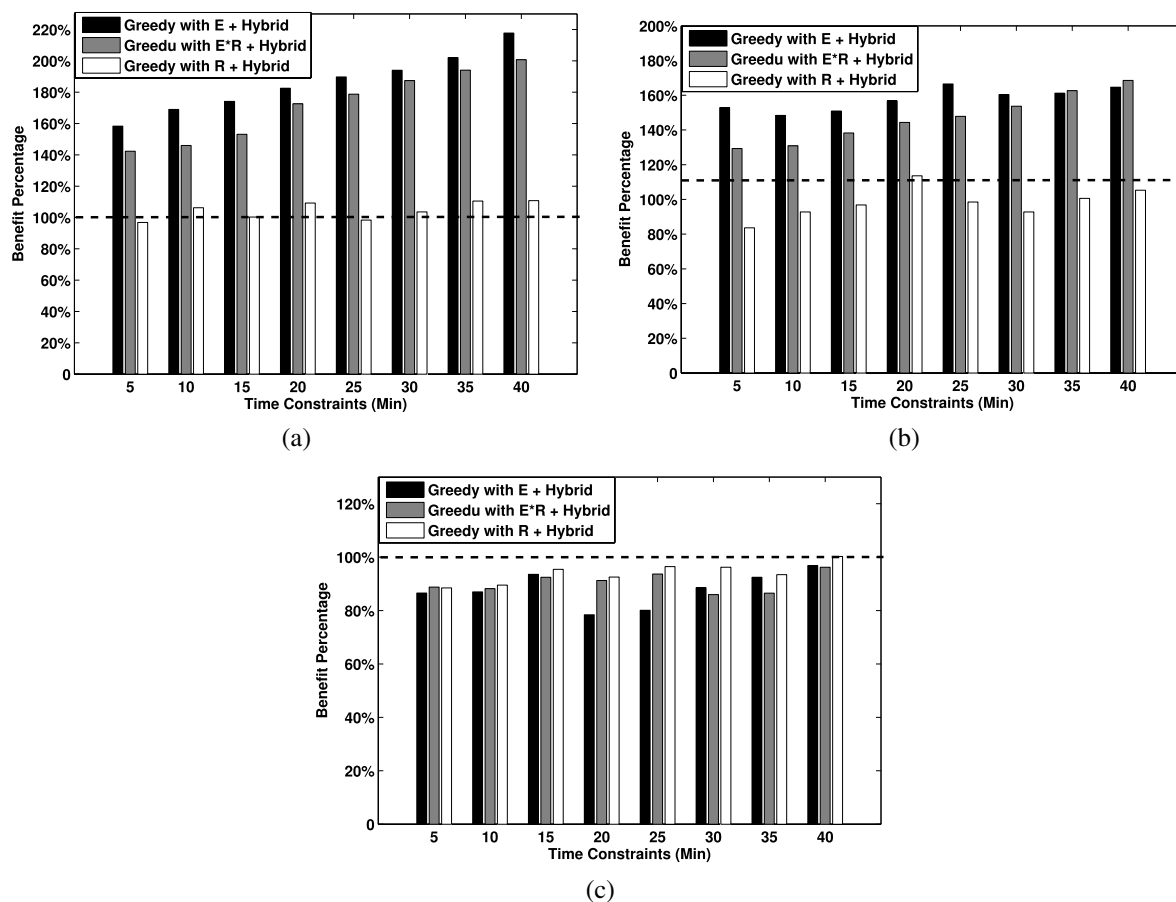 220%
200%
180%
160%
140%
120%
100%
80%
60%
40%
20%
0
Benefit Percentage
Greedy with E + Hybrid
Greedu with E*R + Hybrid
Greedy with R + Hybrid
5 10 15 20 25 30 35 40
Time Constraints (Min)
(a)
200%
180%
160%
140%
120%
100%
80%
60%
40%
20%
0
Benefit Percentage
Greedy with E + Hybrid
Greedu with E*R + Hybrid
Greedy with R + Hybrid
5 10 15 20 25 30 35 40
Time Constraints (Min)
(b)
120%
100%
80%
60%
40%
20%
0
Benefit Percentage
Greedy with E + Hybrid
Greedu with E*R + Hybrid
Greedy with R + Hybrid
5 10 15 20 25 30 35 40
Time Constraints (Min)
(c)